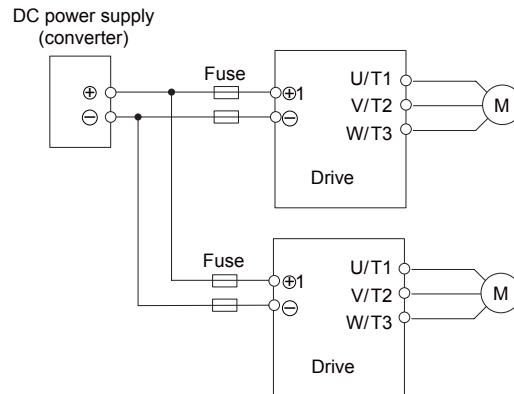 DC power supply
(converter)
⊕
⊖
Fuse
⊕1
⊖
U/T1
V/T2
W/T3
M
Drive
Fuse
⊕1
⊖
U/T1
V/T2
W/T3
M
Drive